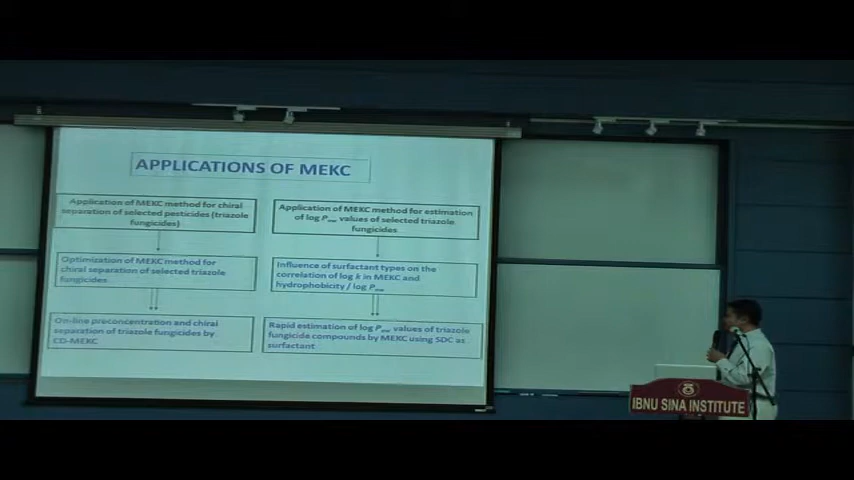 APPLICATIONS OF MEKC
Application of MEKC method for chiral
separation of selected pesticides (triazole
fungicides)
Optimization of MEKC method for
chiral separation of selected triazole
fungicides
On-line preconcentration and chiral
separation of triazole fungicides by
CD-MEKC
Application of MEKC method for estimation
of log P values of selected triazole
fungicides
Influence of surfactant types on the
correlation of log k in MEKC and
hydrophobicity / log P
Rapid estimation of log P values of triazole
fungicide compounds by MEKC using SDC as
surfactant
IBNU SINA INSTITUTE